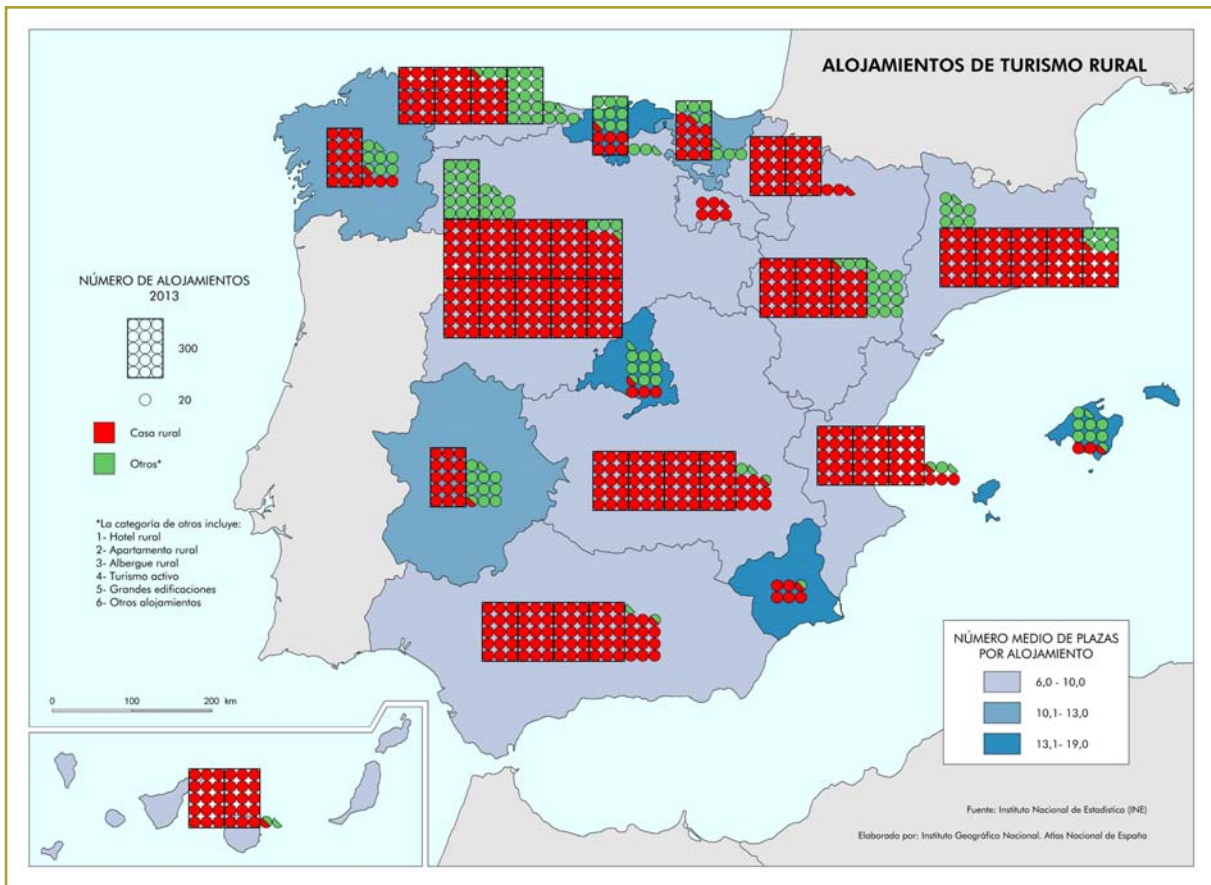 ALOJAMIENTOS DE TURISMO RURAL
NÚMERO DE ALOJAMIENTOS
2013
300
20
Casa rural
Otros*
*La categoría de otros incluye:
1- Hotel rural
2- Apartamento rural
3- Albergue rural
4- Turismo activo
5- Grandes edificaciones
6- Otros alojamientos
0 100 200 km
NÚMERO MEDIO DE PLAZAS
POR ALOJAMIENTO
6,0 - 10,0
10,1- 13,0
13,1- 19,0
Fuente: Instituto Nacional de Estadística (INE)
Elaborado por: Instituto Geográfico Nacional. Atlas Nacional de España